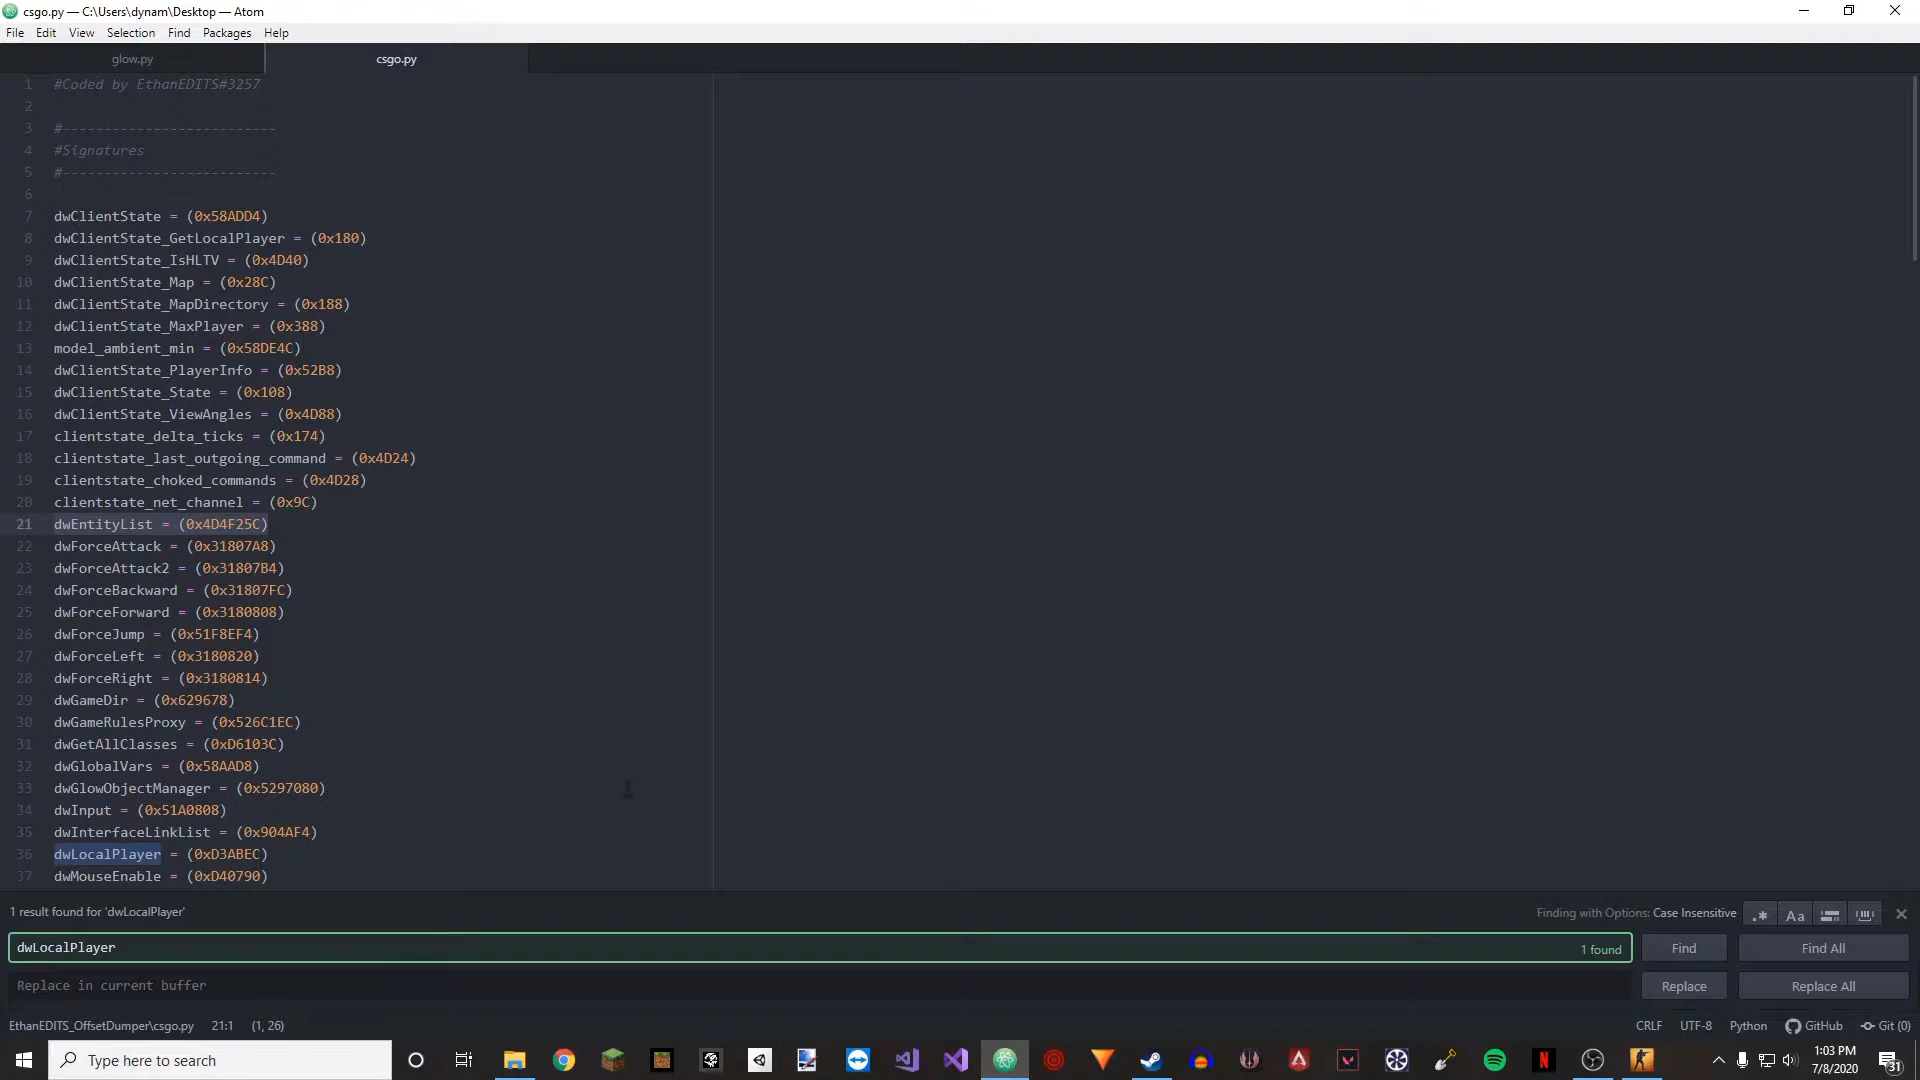 csgo.py — C:\Users\dynam\Desktop — Atom
File Edit View Selection Find Packages Help
glow.py csgo.py
1 #Coded by EthanEDITS#3257
2
3 #--------------------------
4 #Signatures
5 #--------------------------
6
7 dwClientState = (0x58ADD4)
8 dwClientState_GetLocalPlayer = (0x180)
9 dwClientState_IsHLTV = (0x4D40)
10 dwClientState_Map = (0x28C)
11 dwClientState_MapDirectory = (0x188)
12 dwClientState_MaxPlayer = (0x388)
13 model_ambient_min = (0x58DE4C)
14 dwClientState_PlayerInfo = (0x52B8)
15 dwClientState_State = (0x108)
16 dwClientState_ViewAngles = (0x4D88)
17 clientstate_delta_ticks = (0x174)
18 clientstate_last_outgoing_command = (0x4D24)
19 clientstate_choked_commands = (0x4D28)
20 clientstate_net_channel = (0x9C)
21 dwEntityList = (0x4D4F25C)
22 dwForceAttack = (0x31807A8)
23 dwForceAttack2 = (0x31807B4)
24 dwForceBackward = (0x31807FC)
25 dwForceForward = (0x3180808)
26 dwForceJump = (0x51F8EF4)
27 dwForceLeft = (0x3180820)
28 dwForceRight = (0x3180814)
29 dwGameDir = (0x629678)
30 dwGameRulesProxy = (0x526C1EC)
31 dwGetAllClasses = (0xD6103C)
32 dwGlobalVars = (0x58AAD8)
33 dwGlowObjectManager = (0x5297080)
34 dwInput = (0x51A0808)
35 dwInterfaceLinkList = (0x904AF4)
36 dwLocalPlayer = (0xD3ABEC)
37 dwMouseEnable = (0xD40790)
1 result found for 'dwLocalPlayer' Finding with Options: Case Insensitive .* Aa
dwLocalPlayer 1 found Find Find All
Replace in current buffer Replace Replace All
EthanEDITS_OffsetDumper\csgo.py 21:1 (1, 26) CRLF UTF-8 Python GitHub Git (0)
Type here to search 1:03 PM
7/8/2020 31